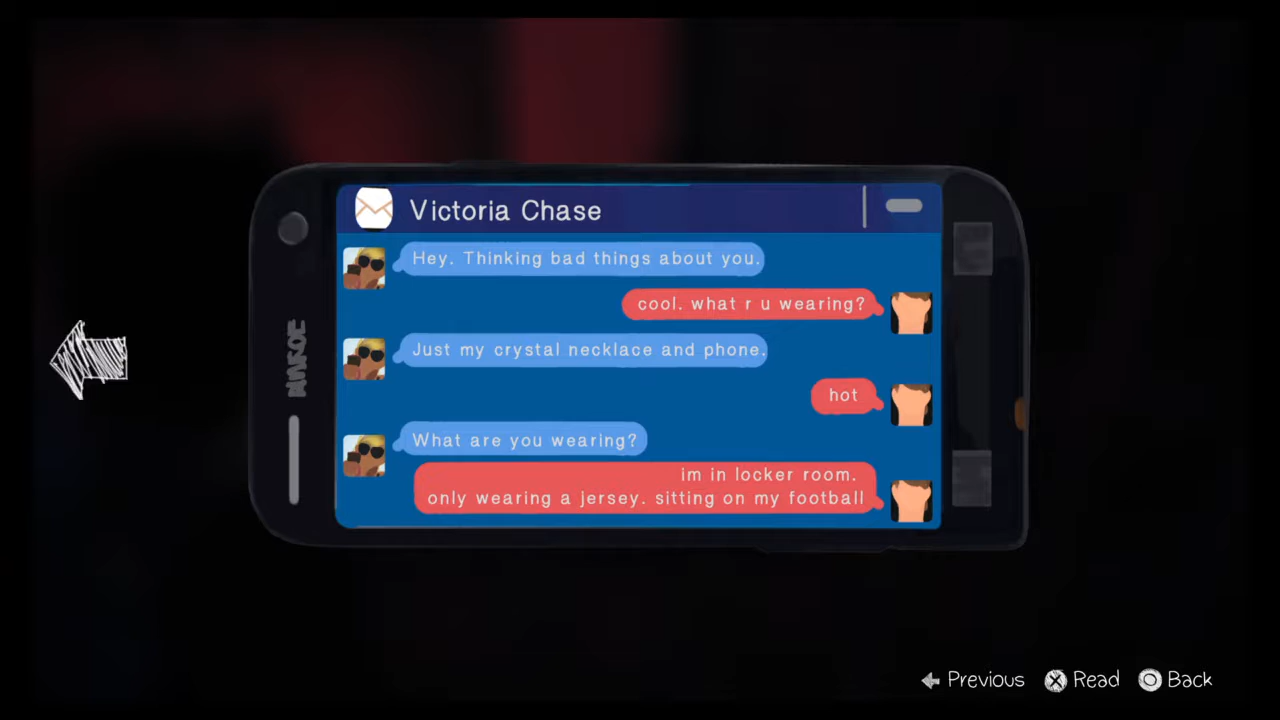 Victoria Chase
Hey. Thinking bad things about you.
cool. what r u wearing?
Just my crystal necklace and phone.
hot
What are you wearing?
im in locker room.
only wearing a jersey. sitting on my football
Previous
Read
Back